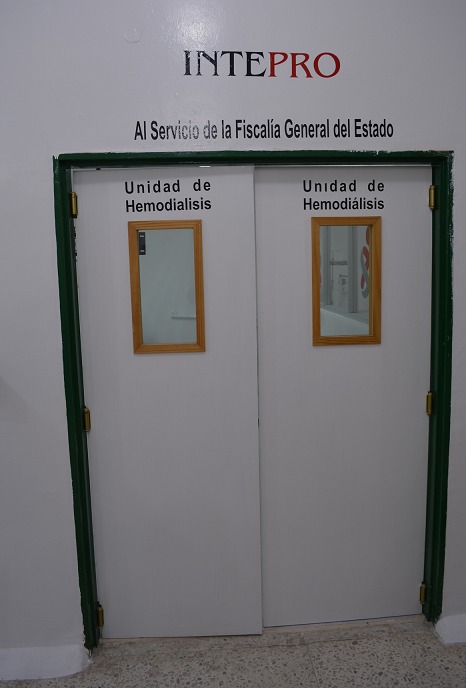 INTEPRO
Al Servicio de la Fiscalía General del Estado
Unidad de
Hemodialisis
Unidad de
Hemodiálisis